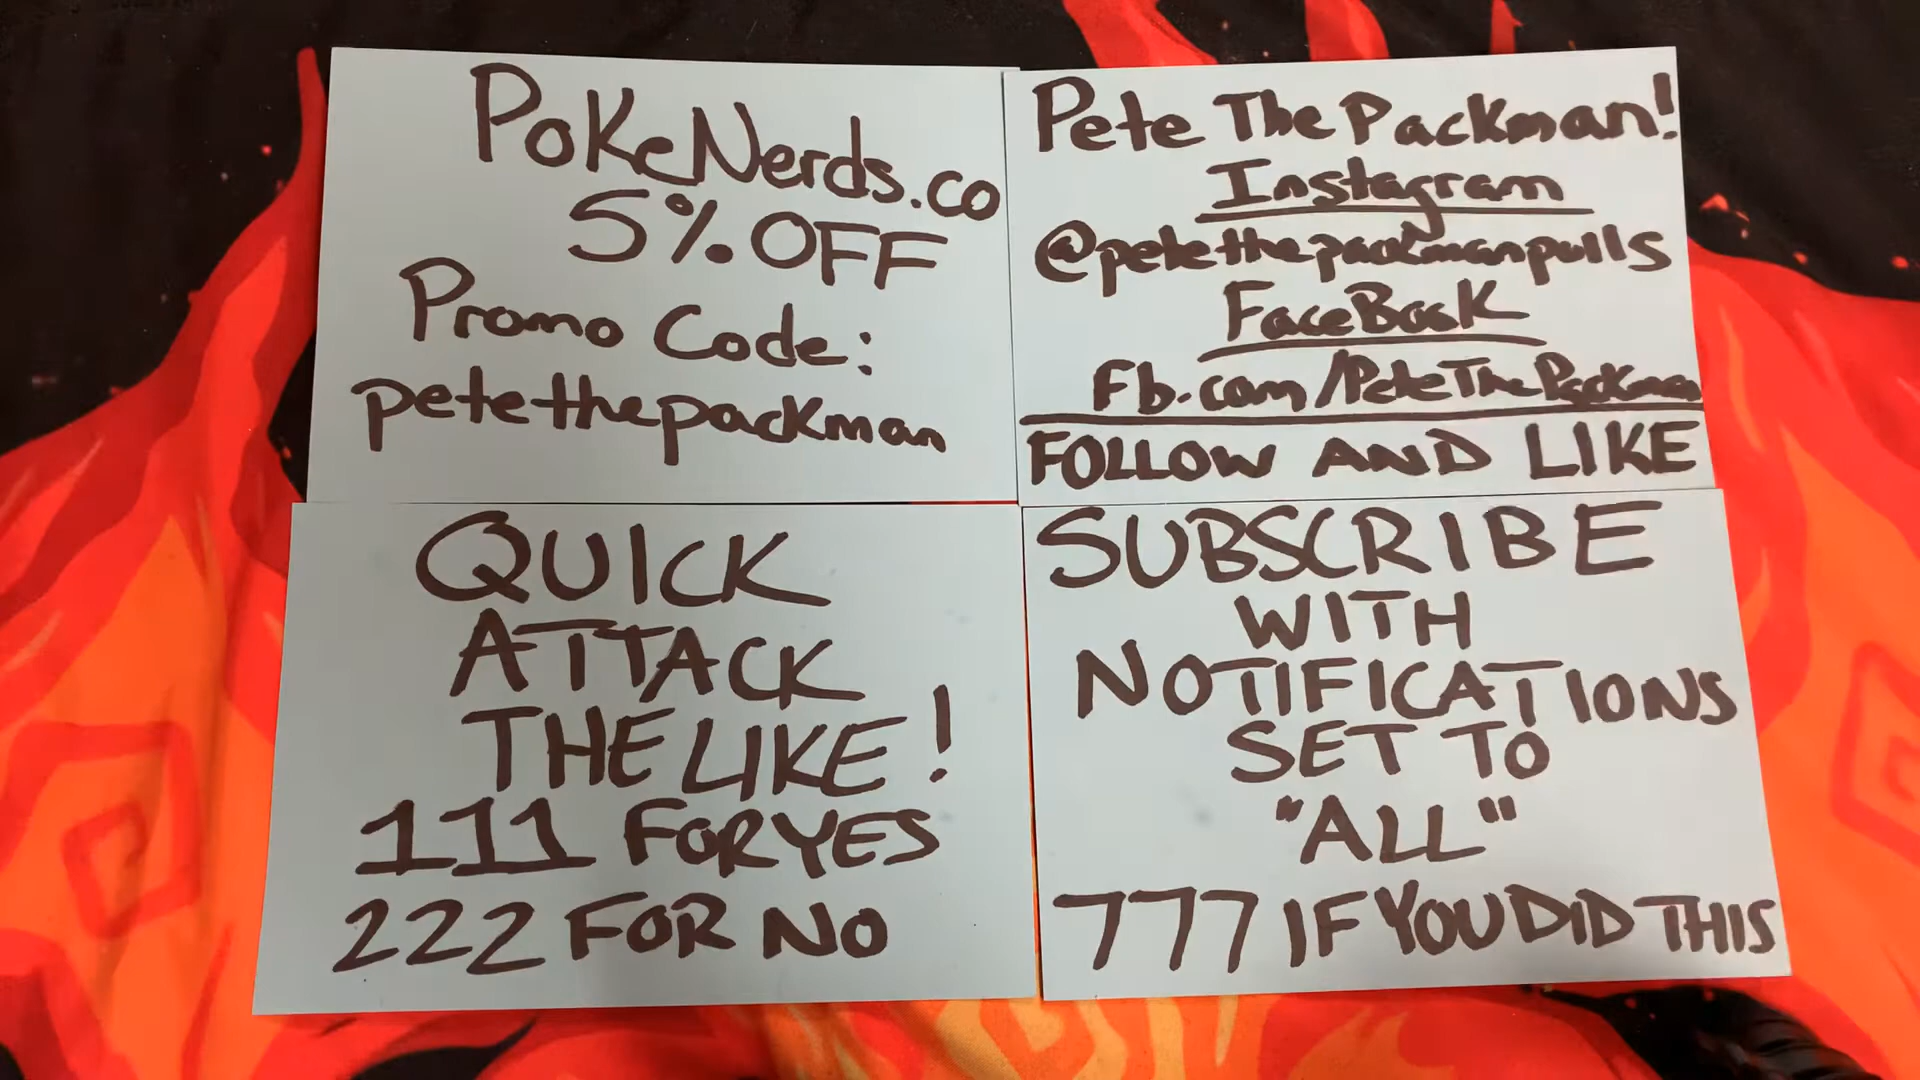 PokeNerds.co
5% OFF
Promo Code:
petethepackman
Pete The Packman!
Instagram
@petethepackmanpulls
FaceBook
Fb.com/PeteThePackman
FOLLOW AND LIKE
QUICK
ATTACK
THE LIKE!
111 FOR YES
222 FOR NO
SUBSCRIBE
WITH
NOTIFICATIONS
SET TO
"ALL"
777 IF YOU DID THIS